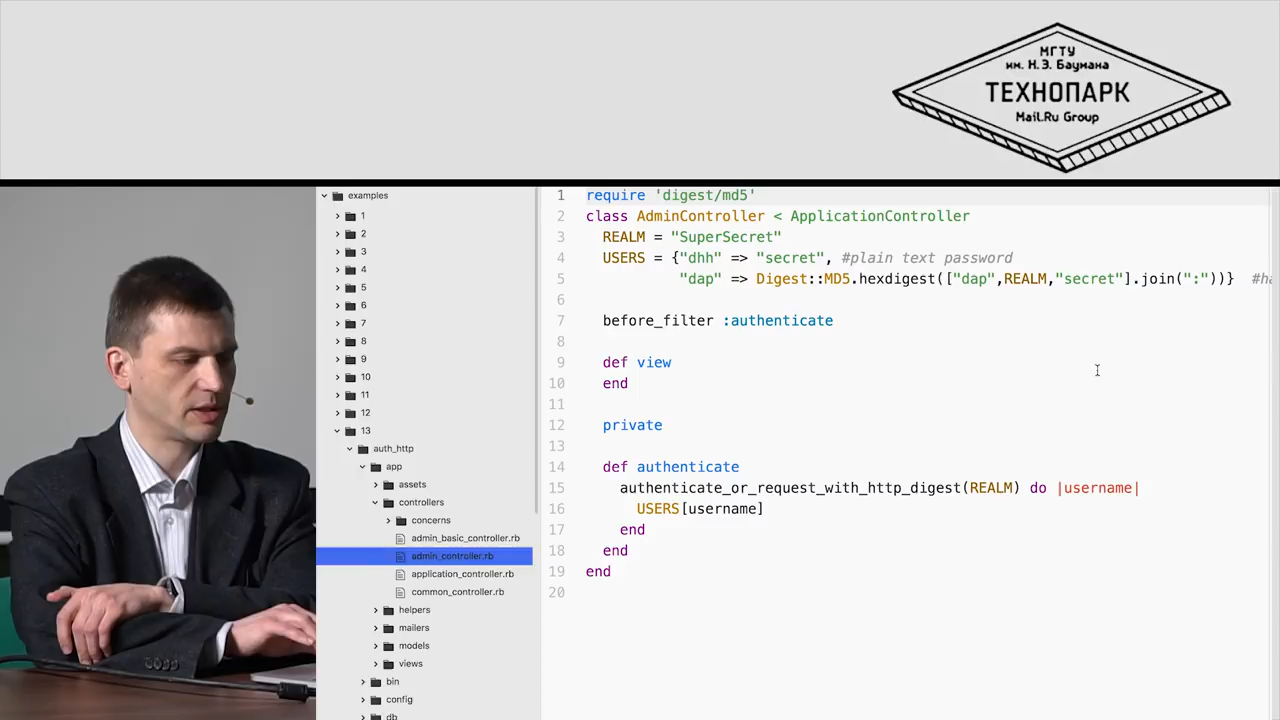 МГТУ
им. Н.Э. Баумана
ТЕХНОПАРК
Mail.Ru Group
examples
1
2
3
4
5
6
7
8
9
10
11
12
13
auth_http
app
assets
controllers
concerns
admin_basic_controller.rb
admin_controller.rb
application_controller.rb
common_controller.rb
helpers
mailers
models
views
bin
config
db
1 require 'digest/md5'
2 class AdminController < ApplicationController
3 REALM = "SuperSecret"
4 USERS = {"dhh" => "secret", #plain text password
5 "dap" => Digest::MD5.hexdigest(["dap",REALM,"secret"].join(":"))} #ha
6
7 before_filter :authenticate
8
9 def view
10 end
11
12 private
13
14 def authenticate
15 authenticate_or_request_with_http_digest(REALM) do |username|
16 USERS[username]
17 end
18 end
19 end
20